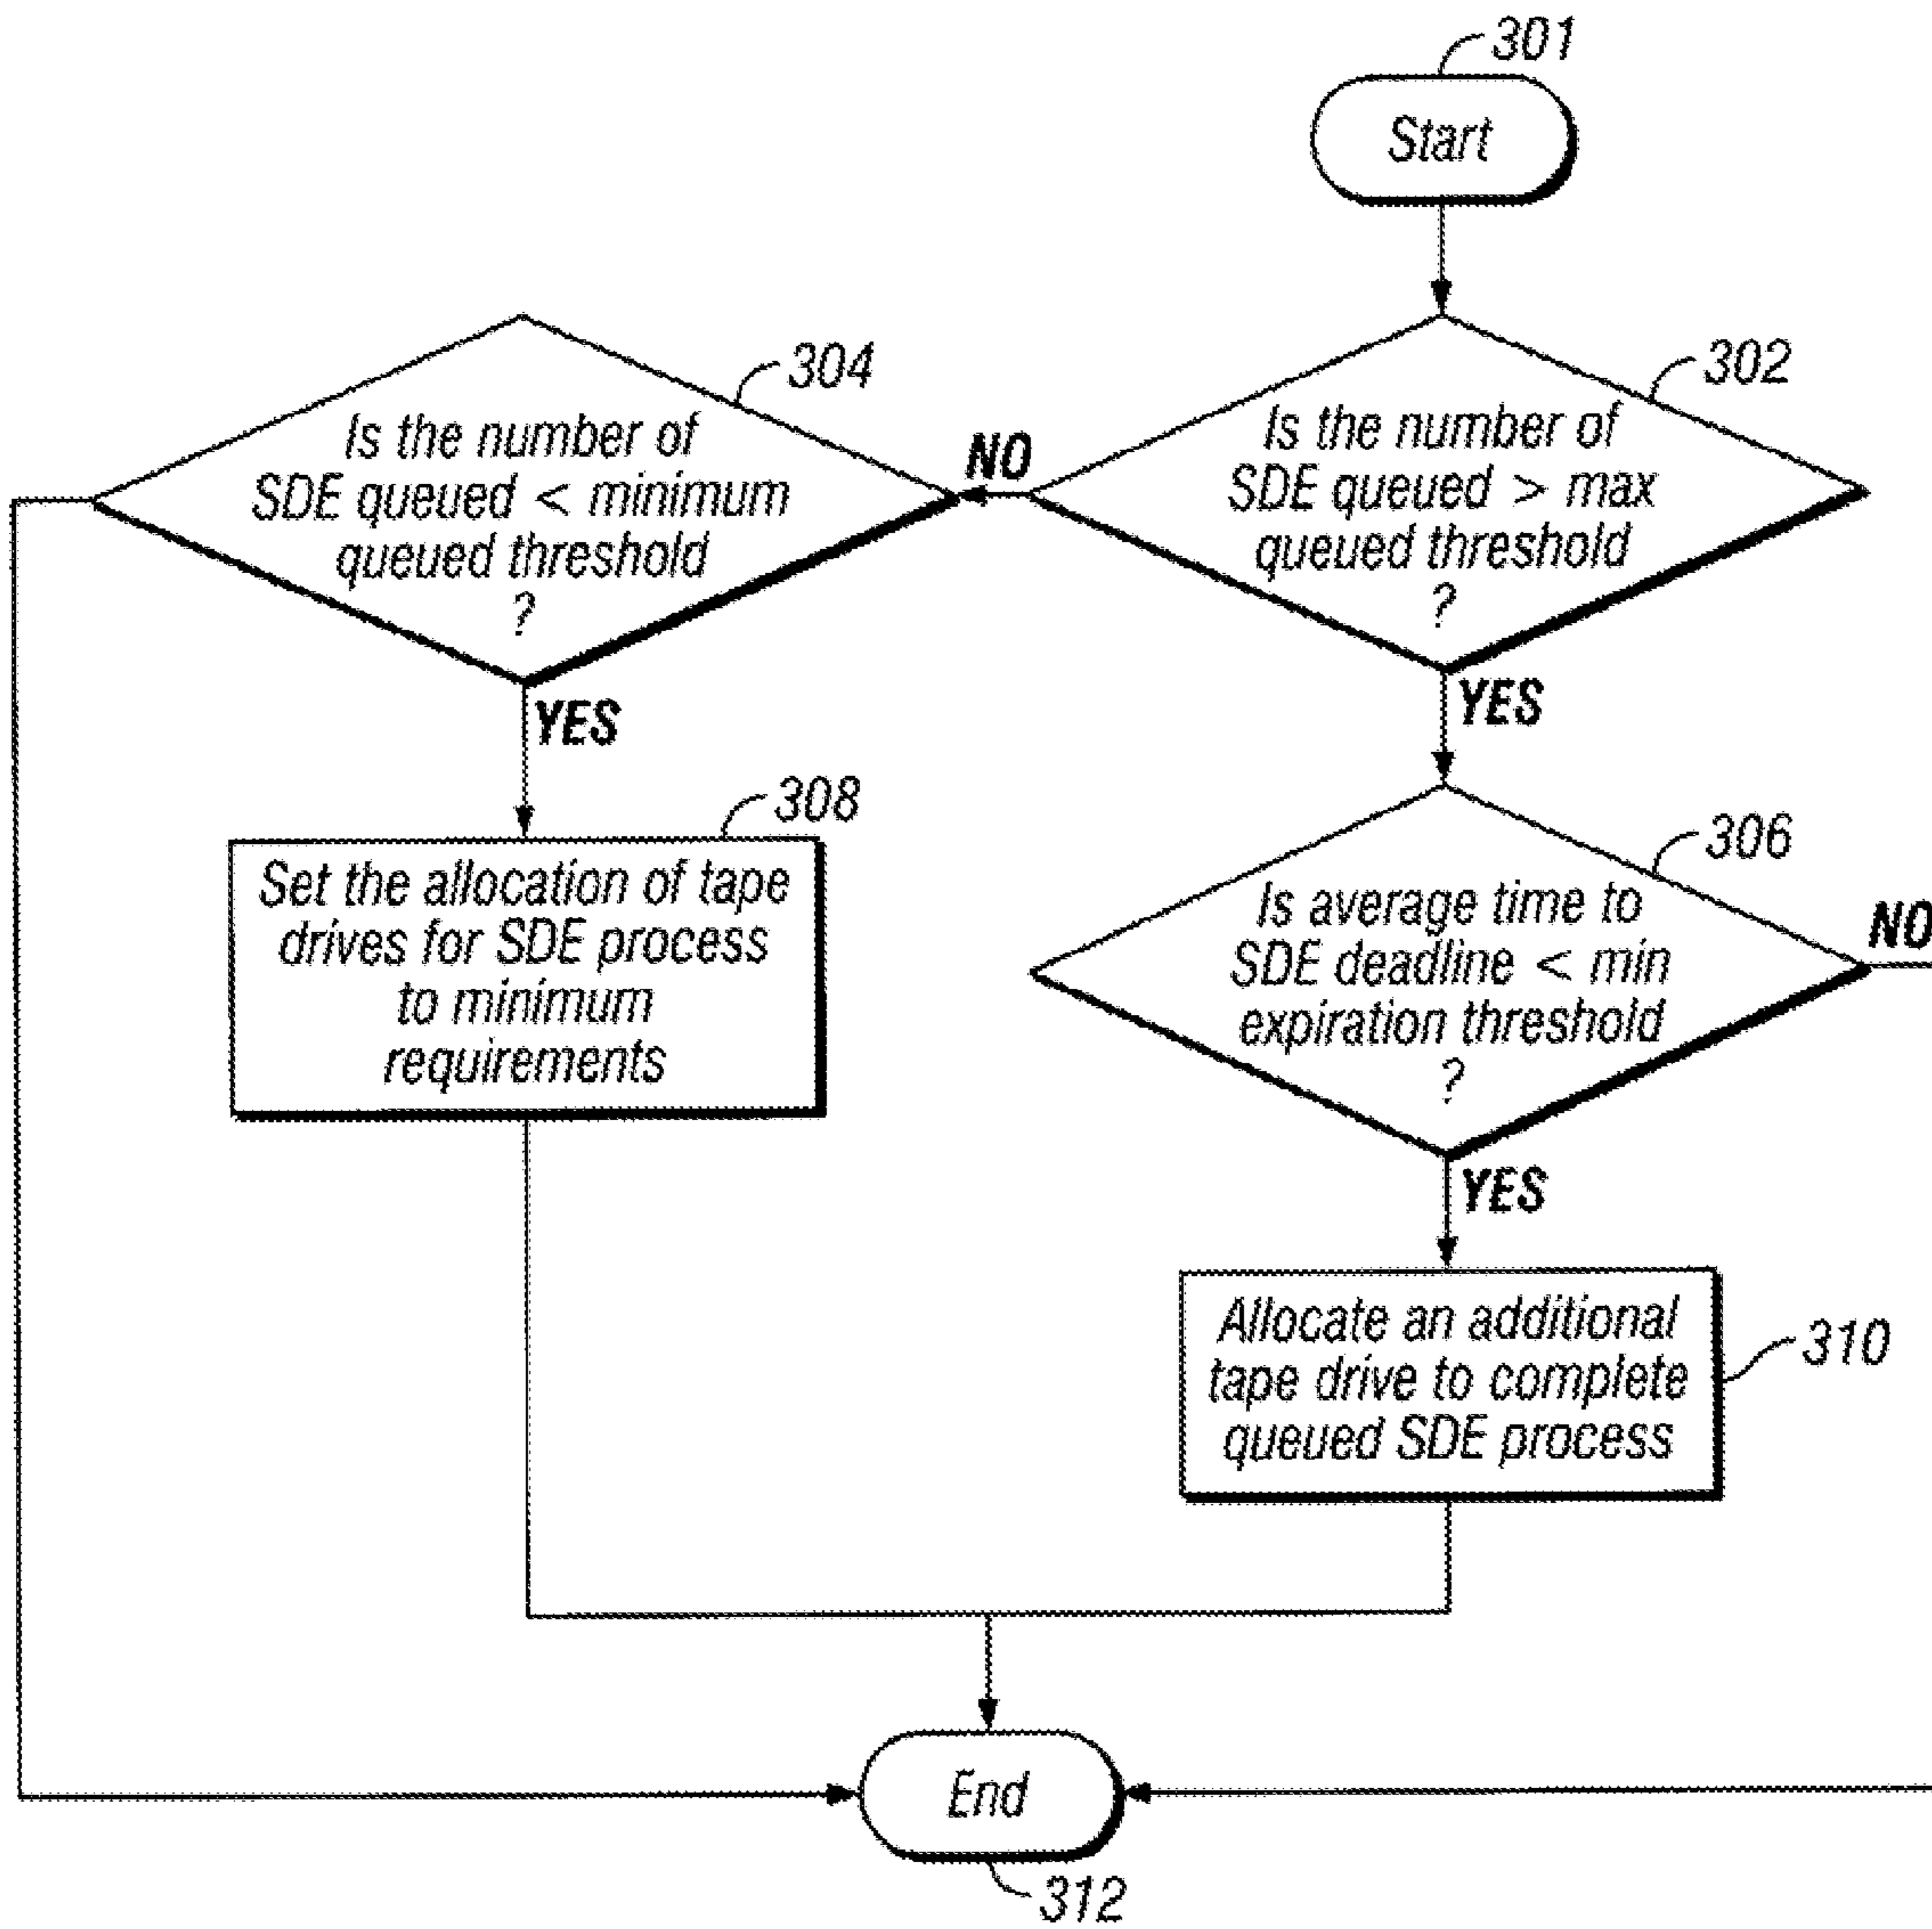 301
Start
302
Is the number of
SDE queued > max
queued threshold
?
NO
304
Is the number of
SDE queued < minimum
queued threshold
?
YES
YES
308
Set the allocation of tape
drives for SDE process
to minimum
requirements
306
Is average time to
SDE deadline < min
expiration threshold
?
NO
YES
310
Allocate an additional
tape drive to complete
queued SDE process
End
312